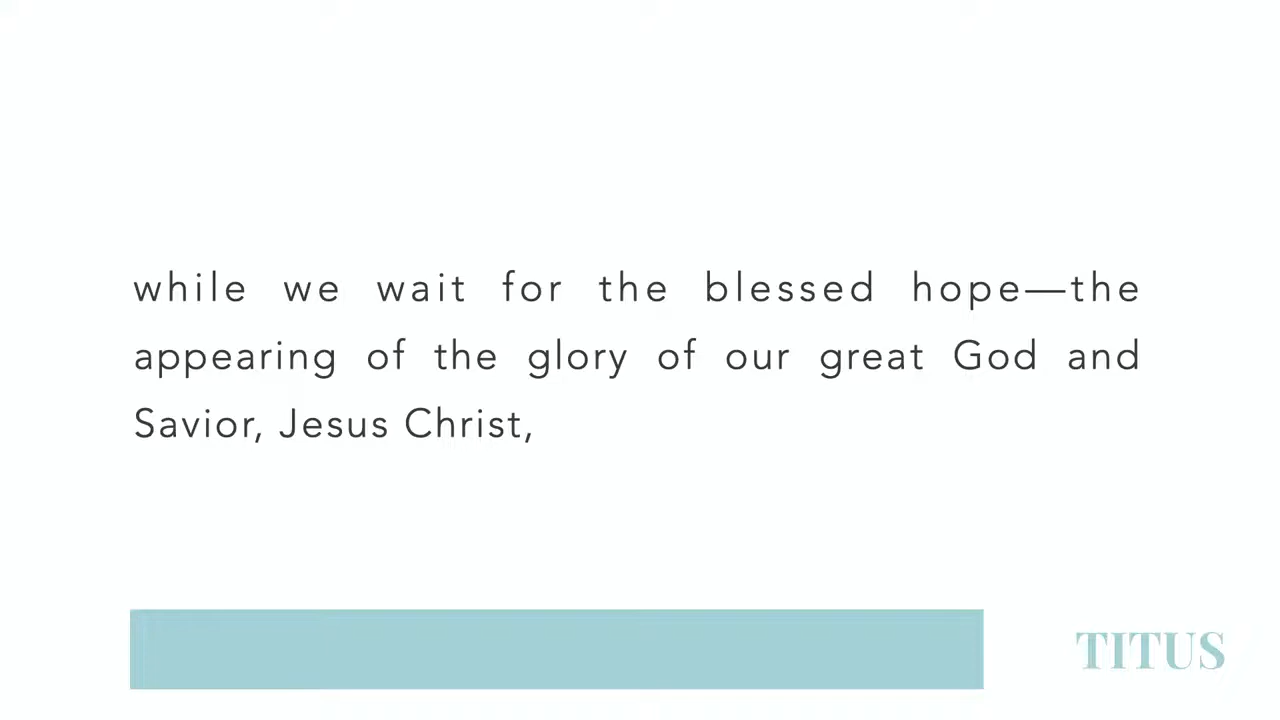 while we wait for the blessed hope—the
appearing of the glory of our great God and
Savior, Jesus Christ,
TITUS